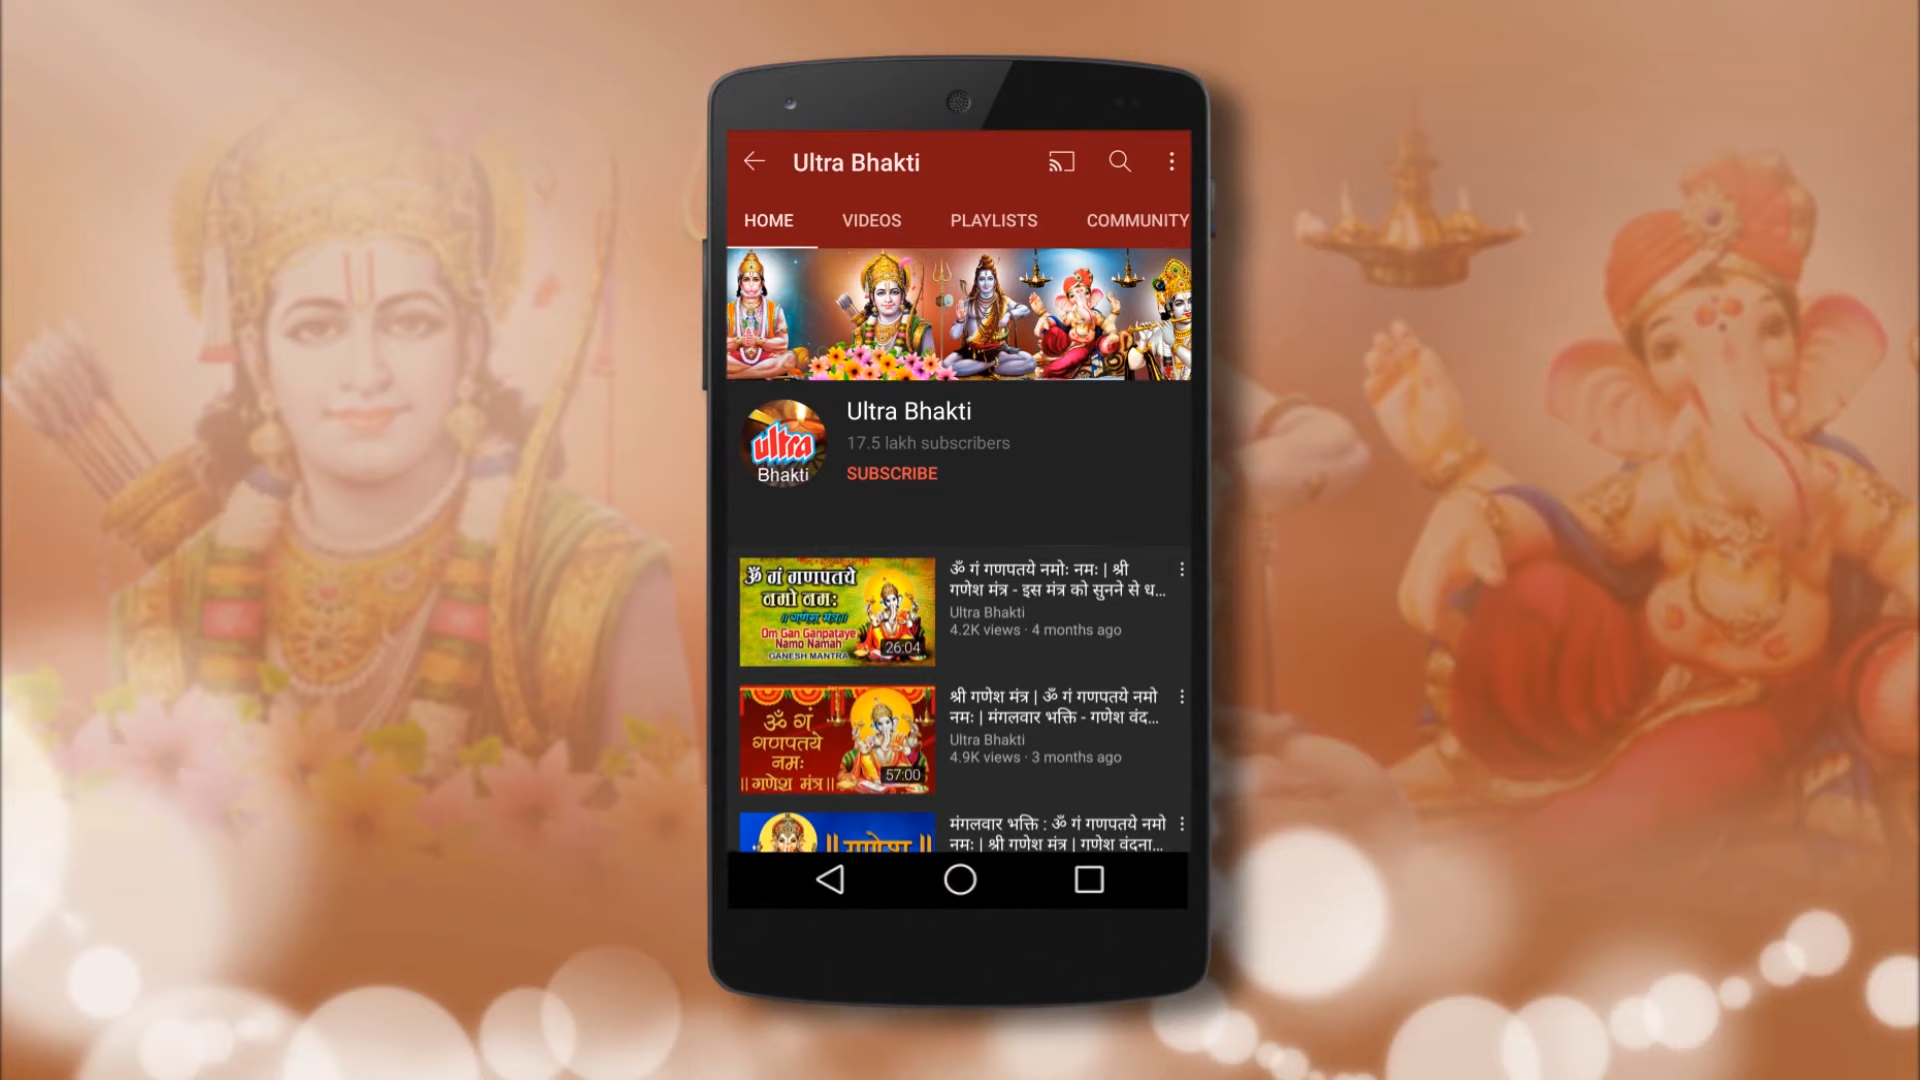 Ultra Bhakti
HOME VIDEOS PLAYLISTS COMMUNITY
Ultra Bhakti
17.5 lakh subscribers
SUBSCRIBE
ultra
Bhakti
ॐ गं गणपतये
नमो नमः
|| गणेश मंत्र ||
Om Gan Ganpataye
Namo Namah
GANESH MANTRA
26:04
ॐ गं गणपतये नमोः नमः | श्री
गणेश मंत्र - इस मंत्र को सुनने से ध...
Ultra Bhakti
4.2K views · 4 months ago
ॐ गं
गणपतये
नमः
|| गणेश मंत्र ||
57:00
श्री गणेश मंत्र | ॐ गं गणपतये नमो
नमः | मंगलवार भक्ति - गणेश वंद...
Ultra Bhakti
4.9K views · 3 months ago
|| गणेश ||
मंगलवार भक्ति : ॐ गं गणपतये नमो
नमः | श्री गणेश मंत्र | गणेश वंदना...